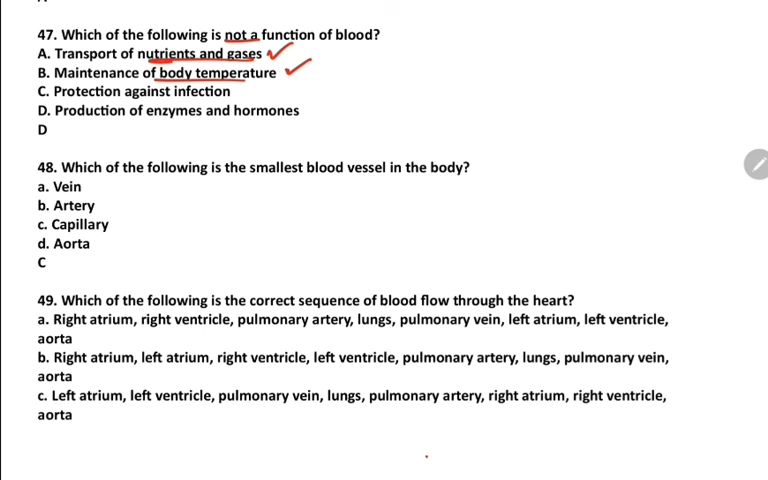 47. Which of the following is not a function of blood?
A. Transport of nutrients and gases
B. Maintenance of body temperature
C. Protection against infection
D. Production of enzymes and hormones
D
48. Which of the following is the smallest blood vessel in the body?
a. Vein
b. Artery
c. Capillary
d. Aorta
C
49. Which of the following is the correct sequence of blood flow through the heart?
a. Right atrium, right ventricle, pulmonary artery, lungs, pulmonary vein, left atrium, left ventricle,
aorta
b. Right atrium, left atrium, right ventricle, left ventricle, pulmonary artery, lungs, pulmonary vein,
aorta
c. Left atrium, left ventricle, pulmonary vein, lungs, pulmonary artery, right atrium, right ventricle,
aorta